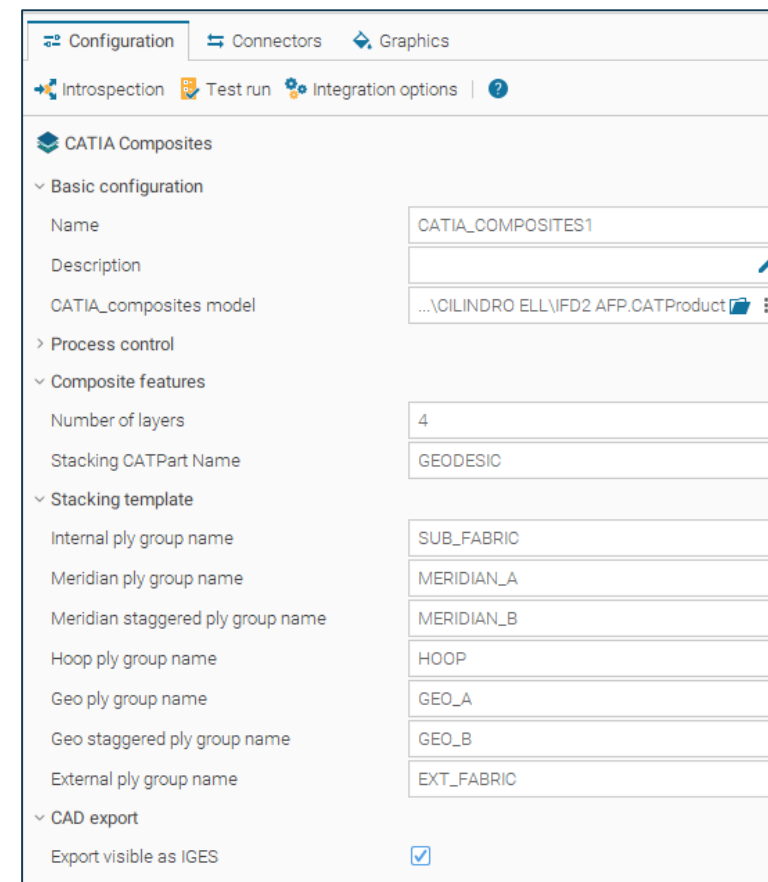 Configuration Connectors Graphics
Introspection Test run Integration options | ?
CATIA Composites
Basic configuration
Name CATIA_COMPOSITES1
Description
CATIA_composites model ...\CILINDRO ELL\IFD2 AFP.CATProduct
Process control
Composite features
Number of layers 4
Stacking CATPart Name GEODESIC
Stacking template
Internal ply group name SUB_FABRIC
Meridian ply group name MERIDIAN_A
Meridian staggered ply group name MERIDIAN_B
Hoop ply group name HOOP
Geo ply group name GEO_A
Geo staggered ply group name GEO_B
External ply group name EXT_FABRIC
CAD export
Export visible as IGES